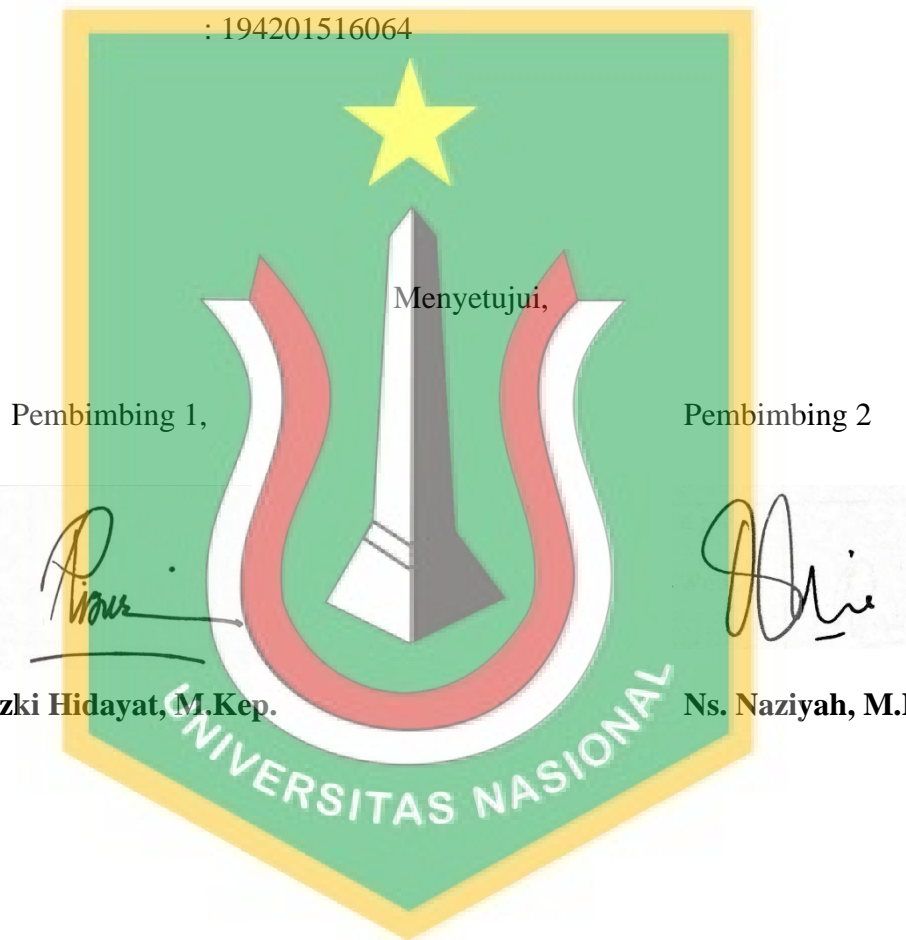 : 194201516064
Menyetujui,
Pembimbing 1,
Pembimbing 2
zki Hidayat, M.Kep.
Ns. Naziyah, M.
UNIVERSITAS NASIONAL